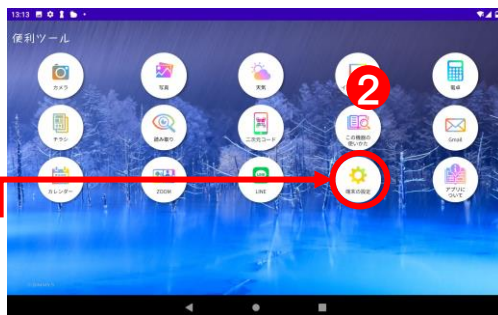 13:13
便利ツール
カメラ
写真
天気
2
電卓
チラシ
読み取り
二次元コード
この機器の
使いかた
Gmail
カレンダー
ZOOM
LINE
端末の設定
アプリに
ついて